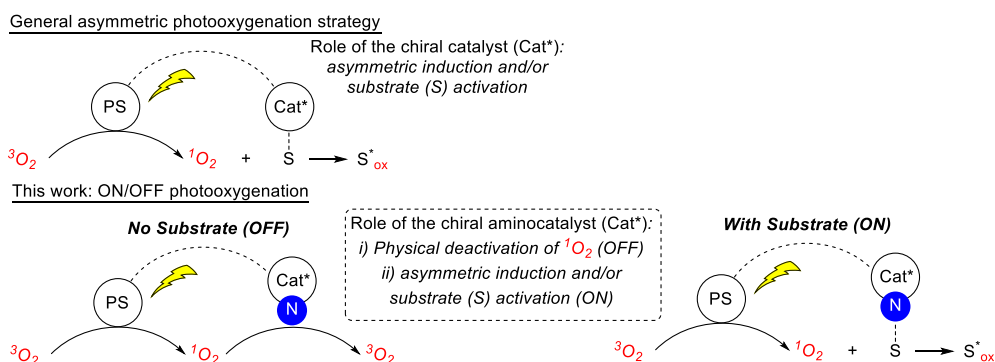 General asymmetric photooxygenation strategy
Role of the chiral catalyst (Cat*):
asymmetric induction and/or
substrate (S) activation
PS
Cat*
³O₂
¹O₂ + S S*ox
This work: ON/OFF photooxygenation
No Substrate (OFF)
PS
Cat*
N
³O₂
¹O₂
³O₂
Role of the chiral aminocatalyst (Cat*):
i) Physical deactivation of ¹O₂ (OFF)
ii) asymmetric induction and/or
substrate (S) activation (ON)
With Substrate (ON)
PS
Cat*
N
³O₂
¹O₂ + S S*ox